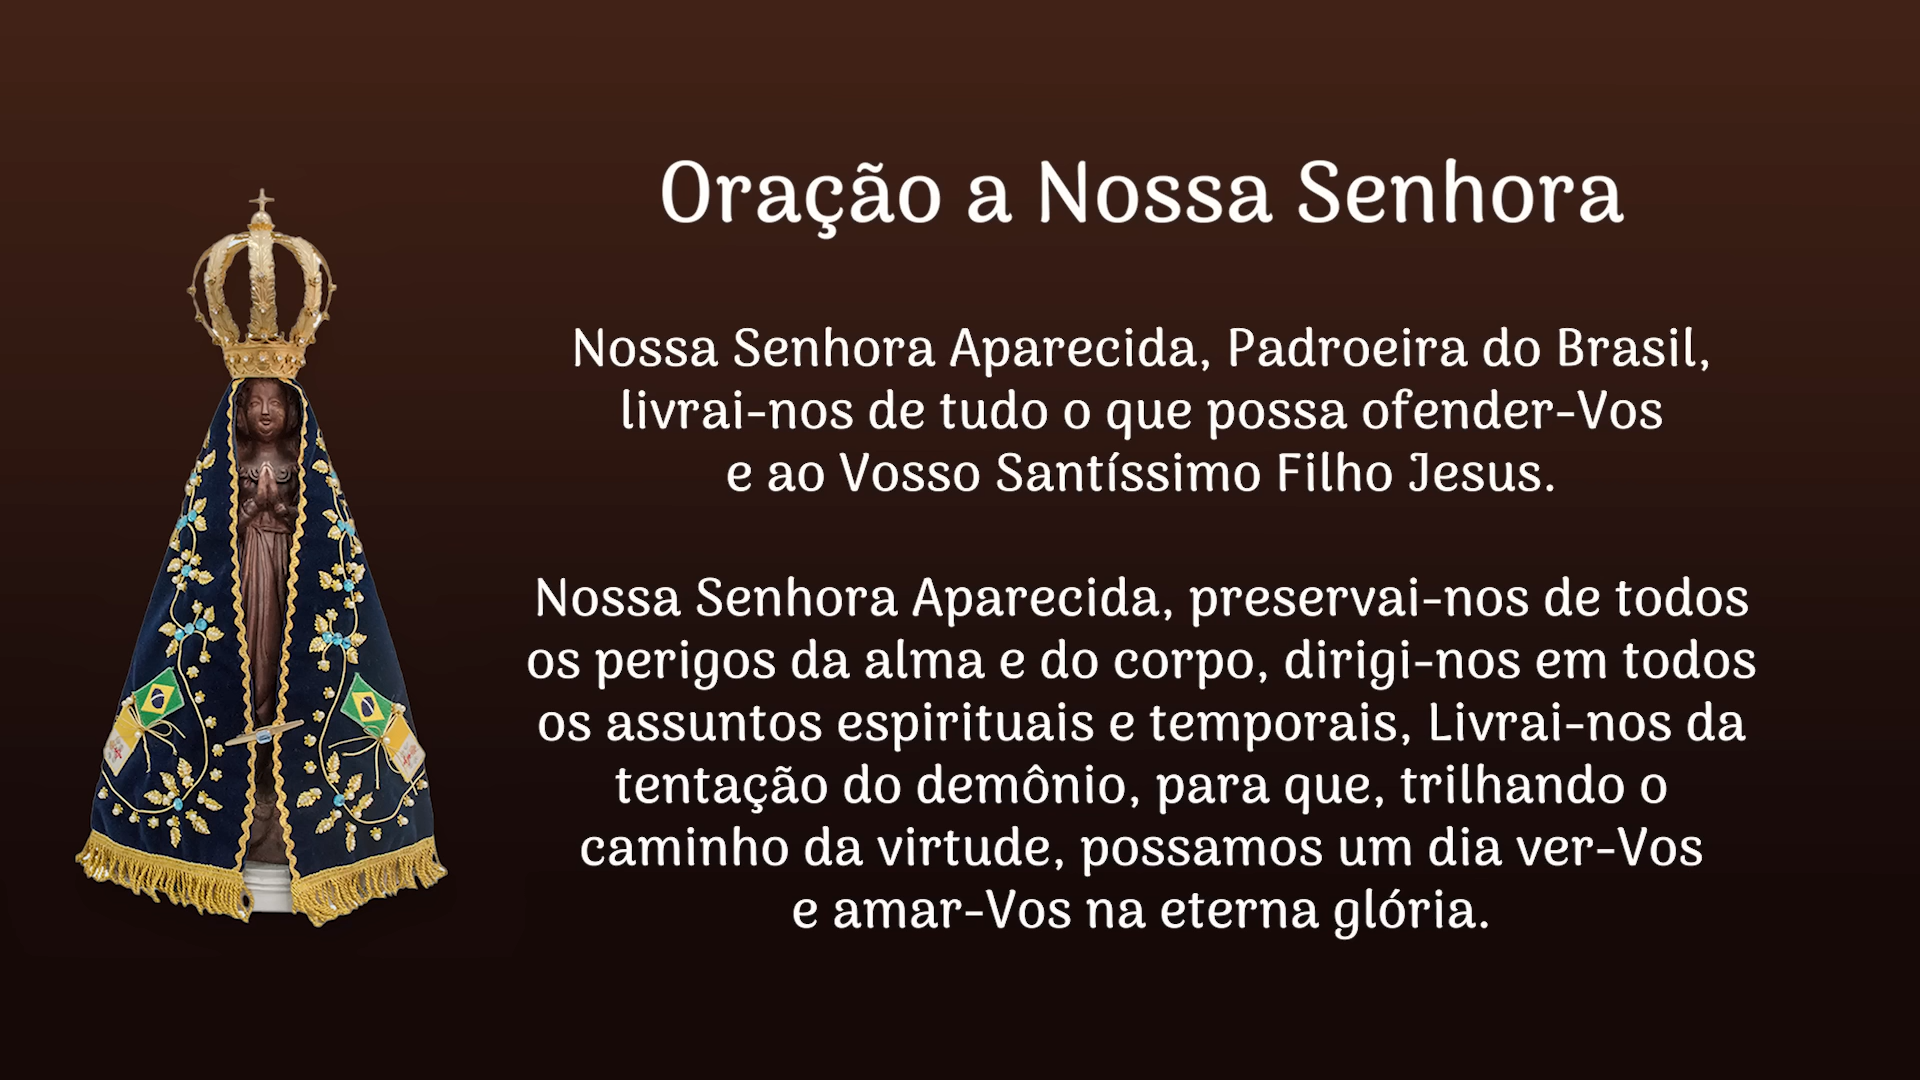 Oração a Nossa Senhora
Nossa Senhora Aparecida, Padroeira do Brasil,
livrai-nos de tudo o que possa ofender-Vos
e ao Vosso Santíssimo Filho Jesus.
Nossa Senhora Aparecida, preservai-nos de todos
os perigos da alma e do corpo, dirigi-nos em todos
os assuntos espirituais e temporais, Livrai-nos da
tentação do demônio, para que, trilhando o
caminho da virtude, possamos um dia ver-Vos
e amar-Vos na eterna glória.